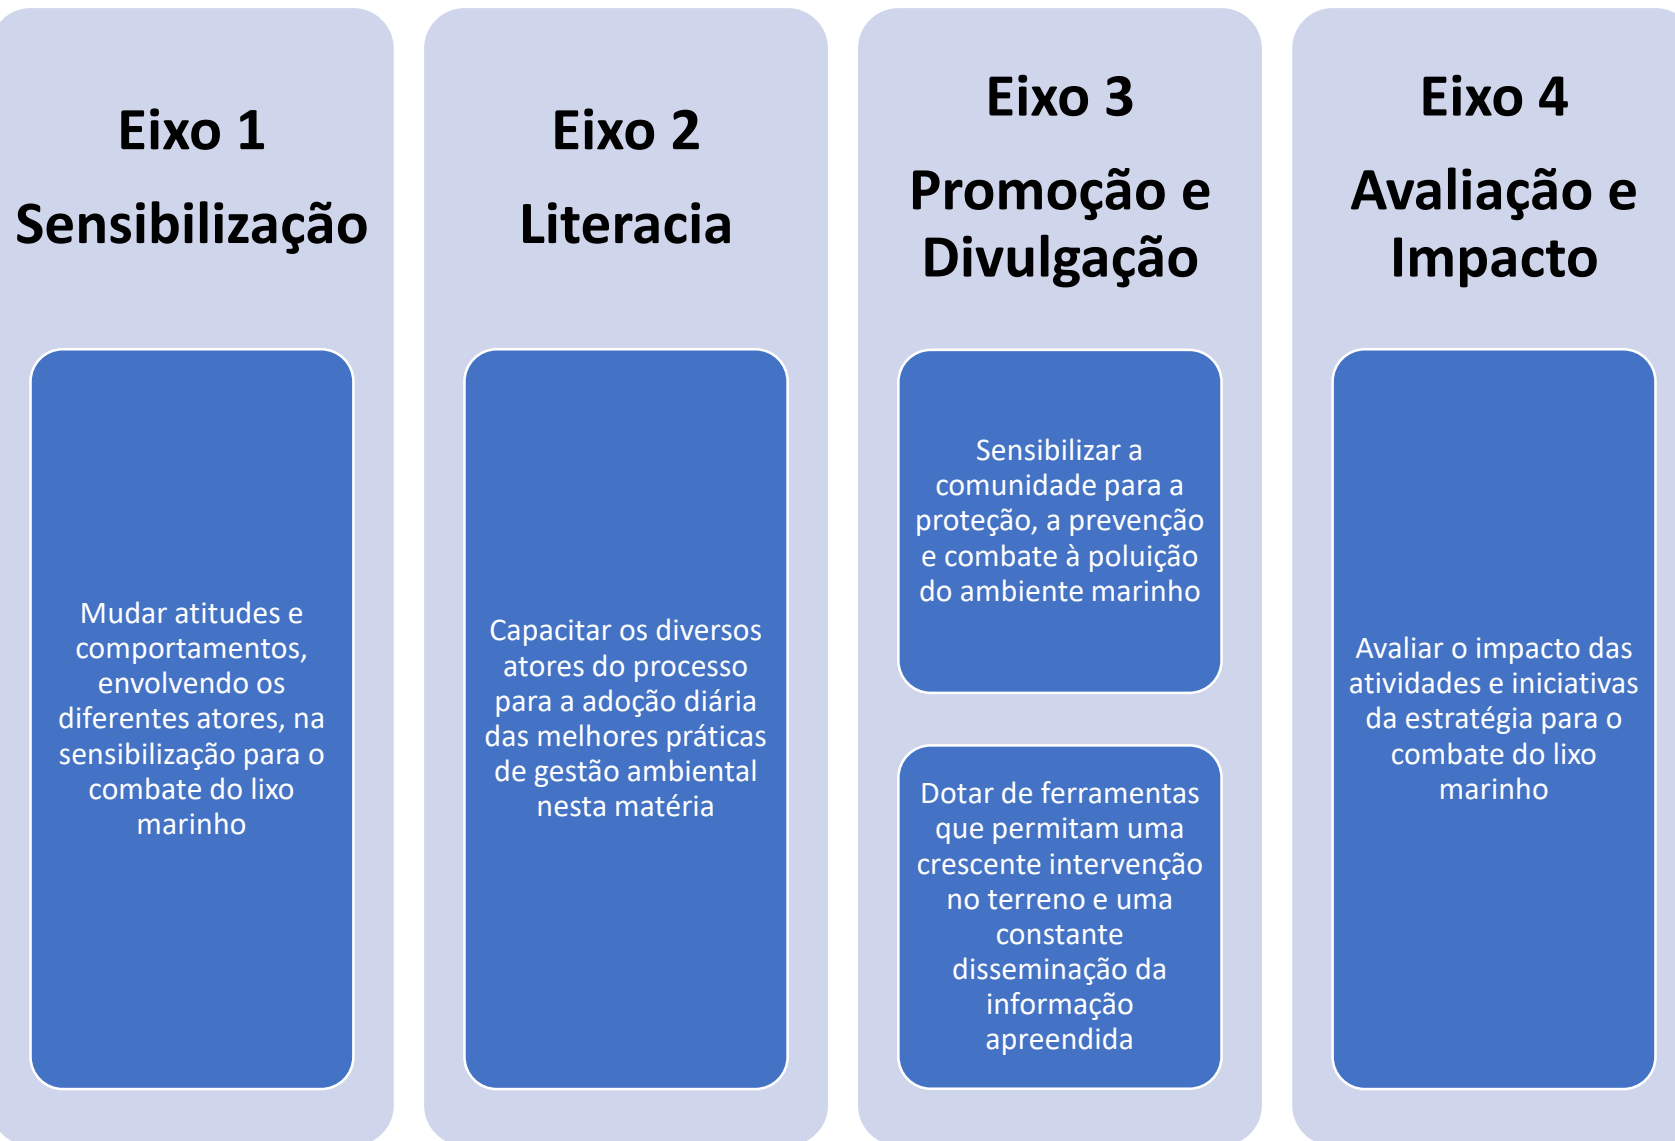 Eixo 1
Sensibilização
Mudar atitudes e
comportamentos,
envolvendo os
diferentes atores, na
sensibilização para o
combate do lixo
marinho
Eixo 2
Literacia
Capacitar os diversos
atores do processo
para a adoção diária
das melhores práticas
de gestão ambiental
nesta matéria
Eixo 3
Promoção e
Divulgação
Sensibilizar a
comunidade para a
proteção, a prevenção
e combate à poluição
do ambiente marinho
Dotar de ferramentas
que permitam uma
crescente intervenção
no terreno e uma
constante
disseminação da
informação
apreendida
Eixo 4
Avaliação e
Impacto
Avaliar o impacto das
atividades e iniciativas
da estratégia para o
combate do lixo
marinho